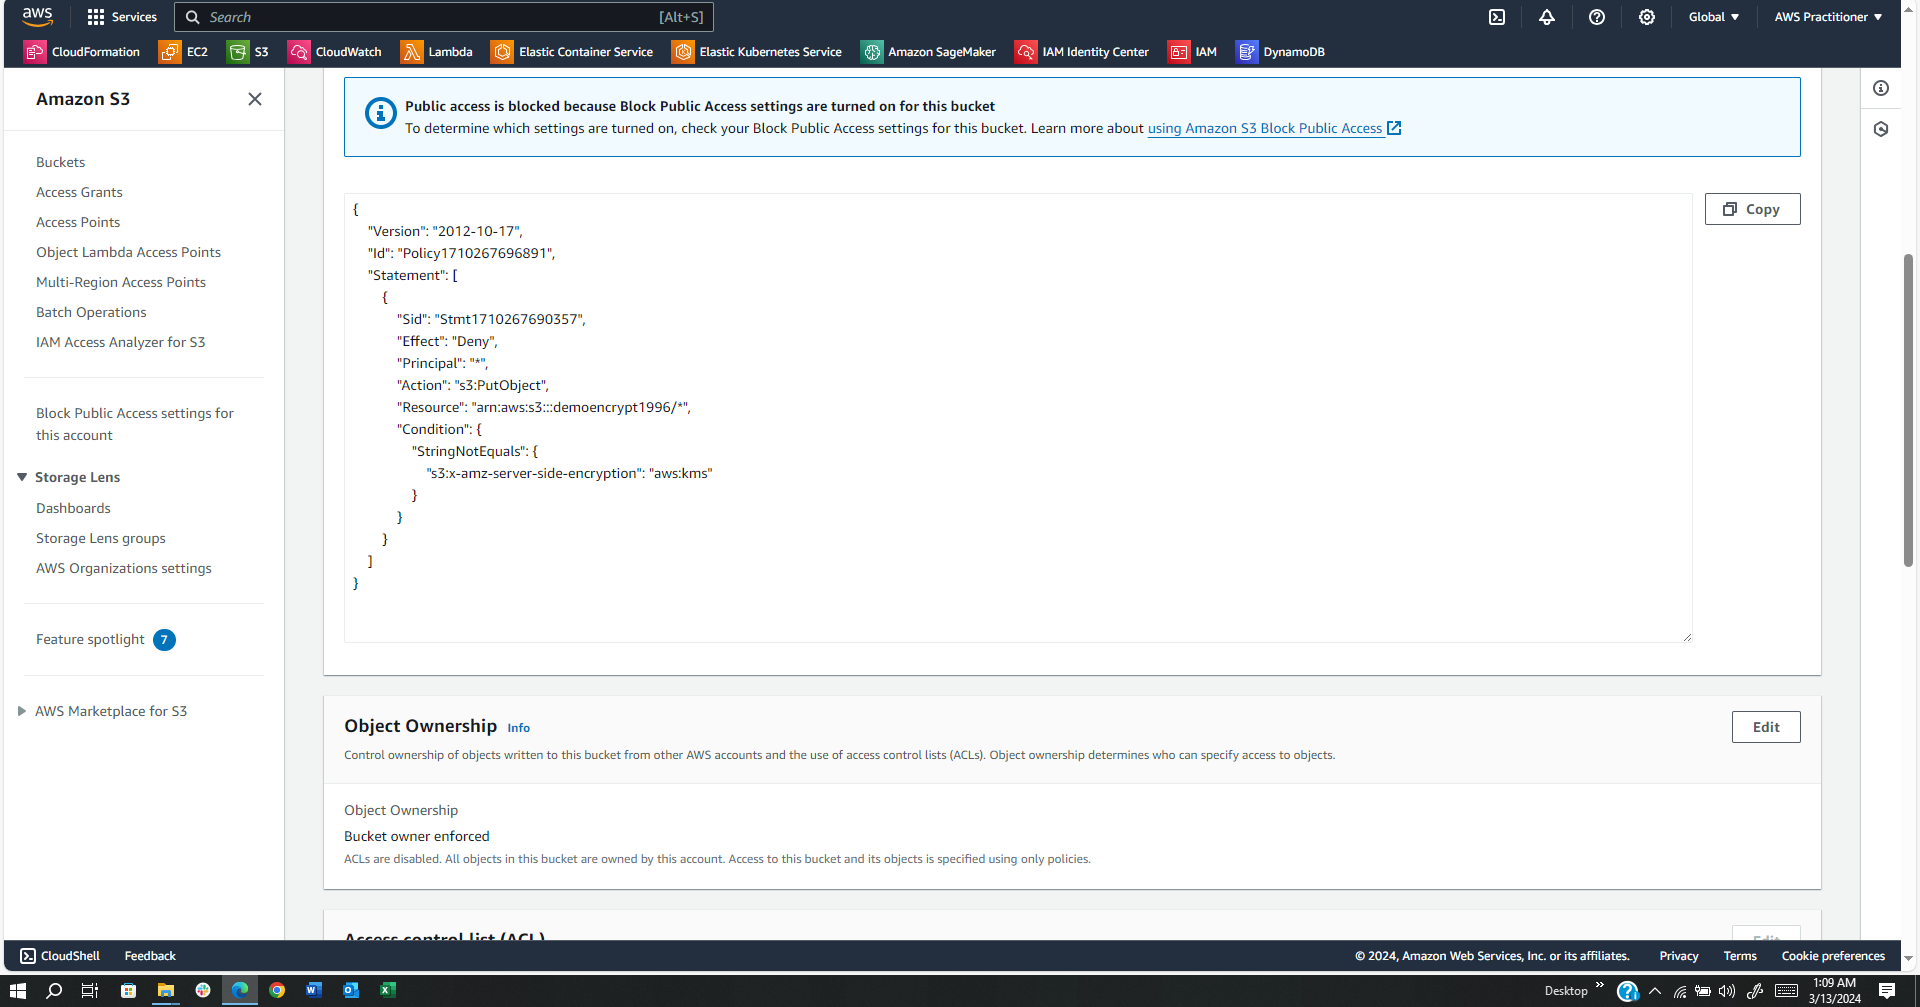 aws
Services
Search
[Alt+S]
Global
AWS Practitioner
CloudFormation
EC2
S3
CloudWatch
Lambda
Elastic Container Service
Elastic Kubernetes Service
Amazon SageMaker
IAM Identity Center
IAM
DynamoDB
Amazon S3
Buckets
Access Grants
Access Points
Object Lambda Access Points
Multi-Region Access Points
Batch Operations
IAM Access Analyzer for S3
Block Public Access settings for
this account
Storage Lens
Dashboards
Storage Lens groups
AWS Organizations settings
Feature spotlight 7
AWS Marketplace for S3
Public access is blocked because Block Public Access settings are turned on for this bucket
To determine which settings are turned on, check your Block Public Access settings for this bucket. Learn more about using Amazon S3 Block Public Access
Copy
{
"Version": "2012-10-17",
"Id": "Policy1710267696891",
"Statement": [
{
"Sid": "Stmt1710267690357",
"Effect": "Deny",
"Principal": "*",
"Action": "s3:PutObject",
"Resource": "arn:aws:s3:::demoencrypt1996/*",
"Condition": {
"StringNotEquals": {
"s3:x-amz-server-side-encryption": "aws:kms"
}
}
}
]
}
Object Ownership Info
Edit
Control ownership of objects written to this bucket from other AWS accounts and the use of access control lists (ACLs). Object ownership determines who can specify access to objects.
Object Ownership
Bucket owner enforced
ACLs are disabled. All objects in this bucket are owned by this account. Access to this bucket and its objects is specified using only policies.
Access control list (ACL)
Edit
CloudShell
Feedback
© 2024, Amazon Web Services, Inc. or its affiliates.
Privacy
Terms
Cookie preferences
Desktop
1:09 AM
3/13/2024